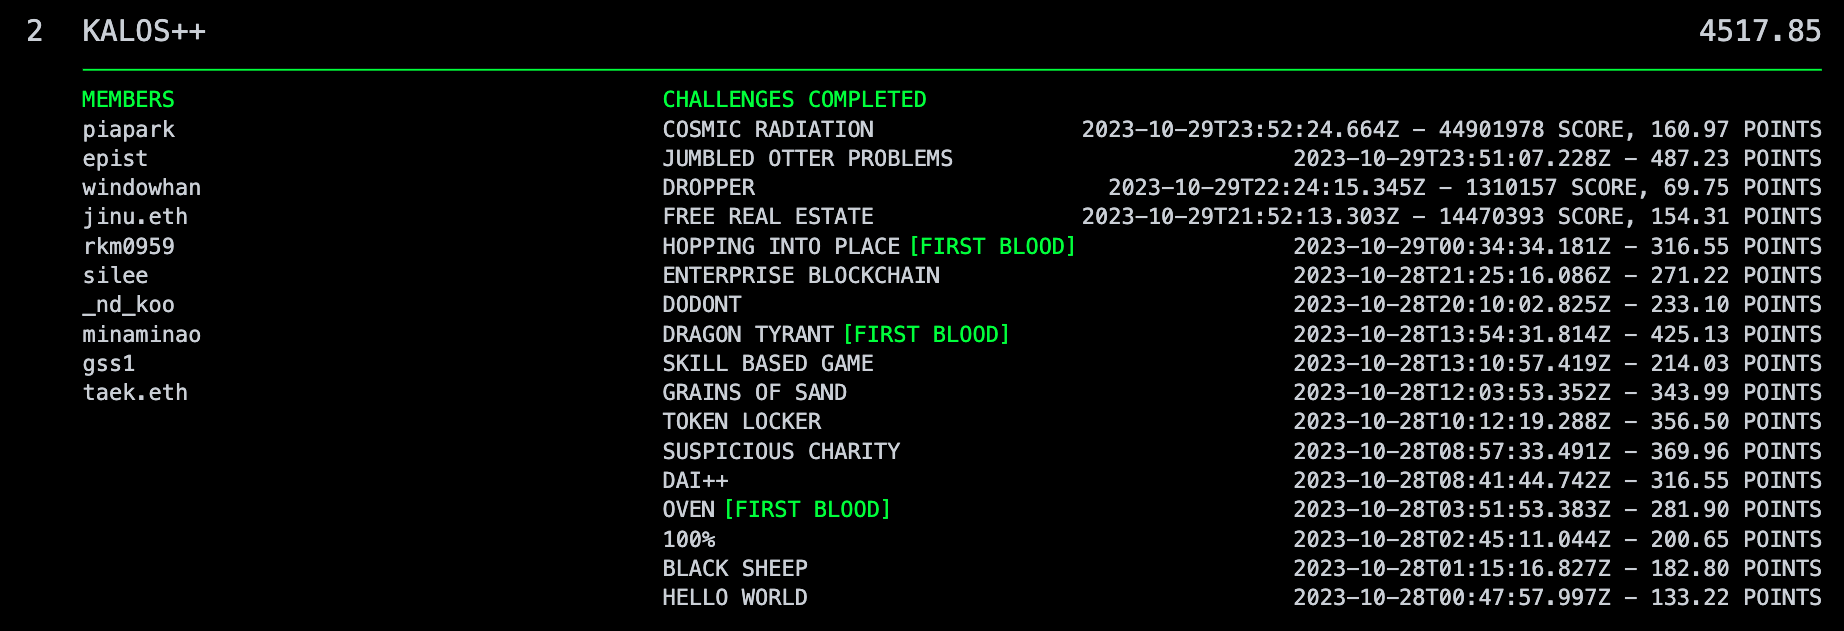 2 KALOS++ 4517.85
MEMBERS CHALLENGES COMPLETED
piapark COSMIC RADIATION 2023-10-29T23:52:24.664Z - 44901978 SCORE, 160.97 POINTS
epist JUMBLED OTTER PROBLEMS 2023-10-29T23:51:07.228Z - 487.23 POINTS
windowhan DROPPER 2023-10-29T22:24:15.345Z - 1310157 SCORE, 69.75 POINTS
jinu.eth FREE REAL ESTATE 2023-10-29T21:52:13.303Z - 14470393 SCORE, 154.31 POINTS
rkm0959 HOPPING INTO PLACE [FIRST BLOOD] 2023-10-29T00:34:34.181Z - 316.55 POINTS
silee ENTERPRISE BLOCKCHAIN 2023-10-28T21:25:16.086Z - 271.22 POINTS
_nd_koo DODONT 2023-10-28T20:10:02.825Z - 233.10 POINTS
minaminao DRAGON TYRANT [FIRST BLOOD] 2023-10-28T13:54:31.814Z - 425.13 POINTS
gss1 SKILL BASED GAME 2023-10-28T13:10:57.419Z - 214.03 POINTS
taek.eth GRAINS OF SAND 2023-10-28T12:03:53.352Z - 343.99 POINTS
TOKEN LOCKER 2023-10-28T10:12:19.288Z - 356.50 POINTS
SUSPICIOUS CHARITY 2023-10-28T08:57:33.491Z - 369.96 POINTS
DAI++ 2023-10-28T08:41:44.742Z - 316.55 POINTS
OVEN [FIRST BLOOD] 2023-10-28T03:51:53.383Z - 281.90 POINTS
100% 2023-10-28T02:45:11.044Z - 200.65 POINTS
BLACK SHEEP 2023-10-28T01:15:16.827Z - 182.80 POINTS
HELLO WORLD 2023-10-28T00:47:57.997Z - 133.22 POINTS